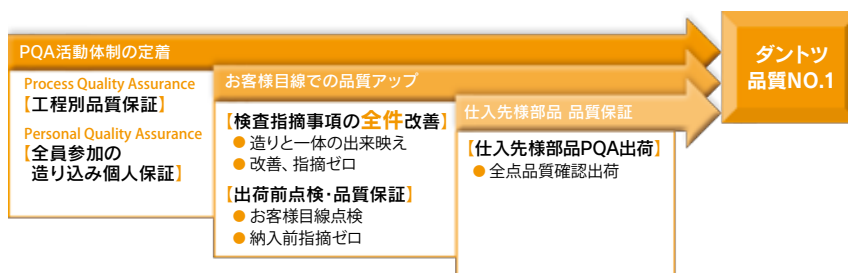 PQA活動体制の定着
Process Quality Assurance
【工程別品質保証】
Personal Quality Assurance
【全員参加の
造り込み個人保証】
お客様目線での品質アップ
【検査指摘事項の全件改善】
● 造りと一体の出来映え
● 改善、指摘ゼロ
【出荷前点検・品質保証】
● お客様目線点検
● 納入前指摘ゼロ
仕入先様部品 品質保証
【仕入先様部品PQA出荷】
● 全点品質確認出荷
ダントツ
品質NO.1